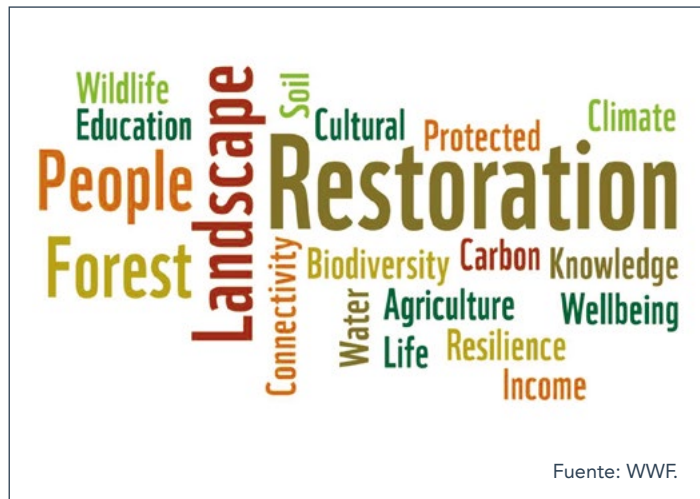 Wildlife
Education
People
Forest
Landscape
Soil
Cultural
Protected
Climate
Restoration
Connectivity
Biodiversity
Carbon
Knowledge
Water
Agriculture
Wellbeing
Life
Resilience
Income
Fuente: WWF.